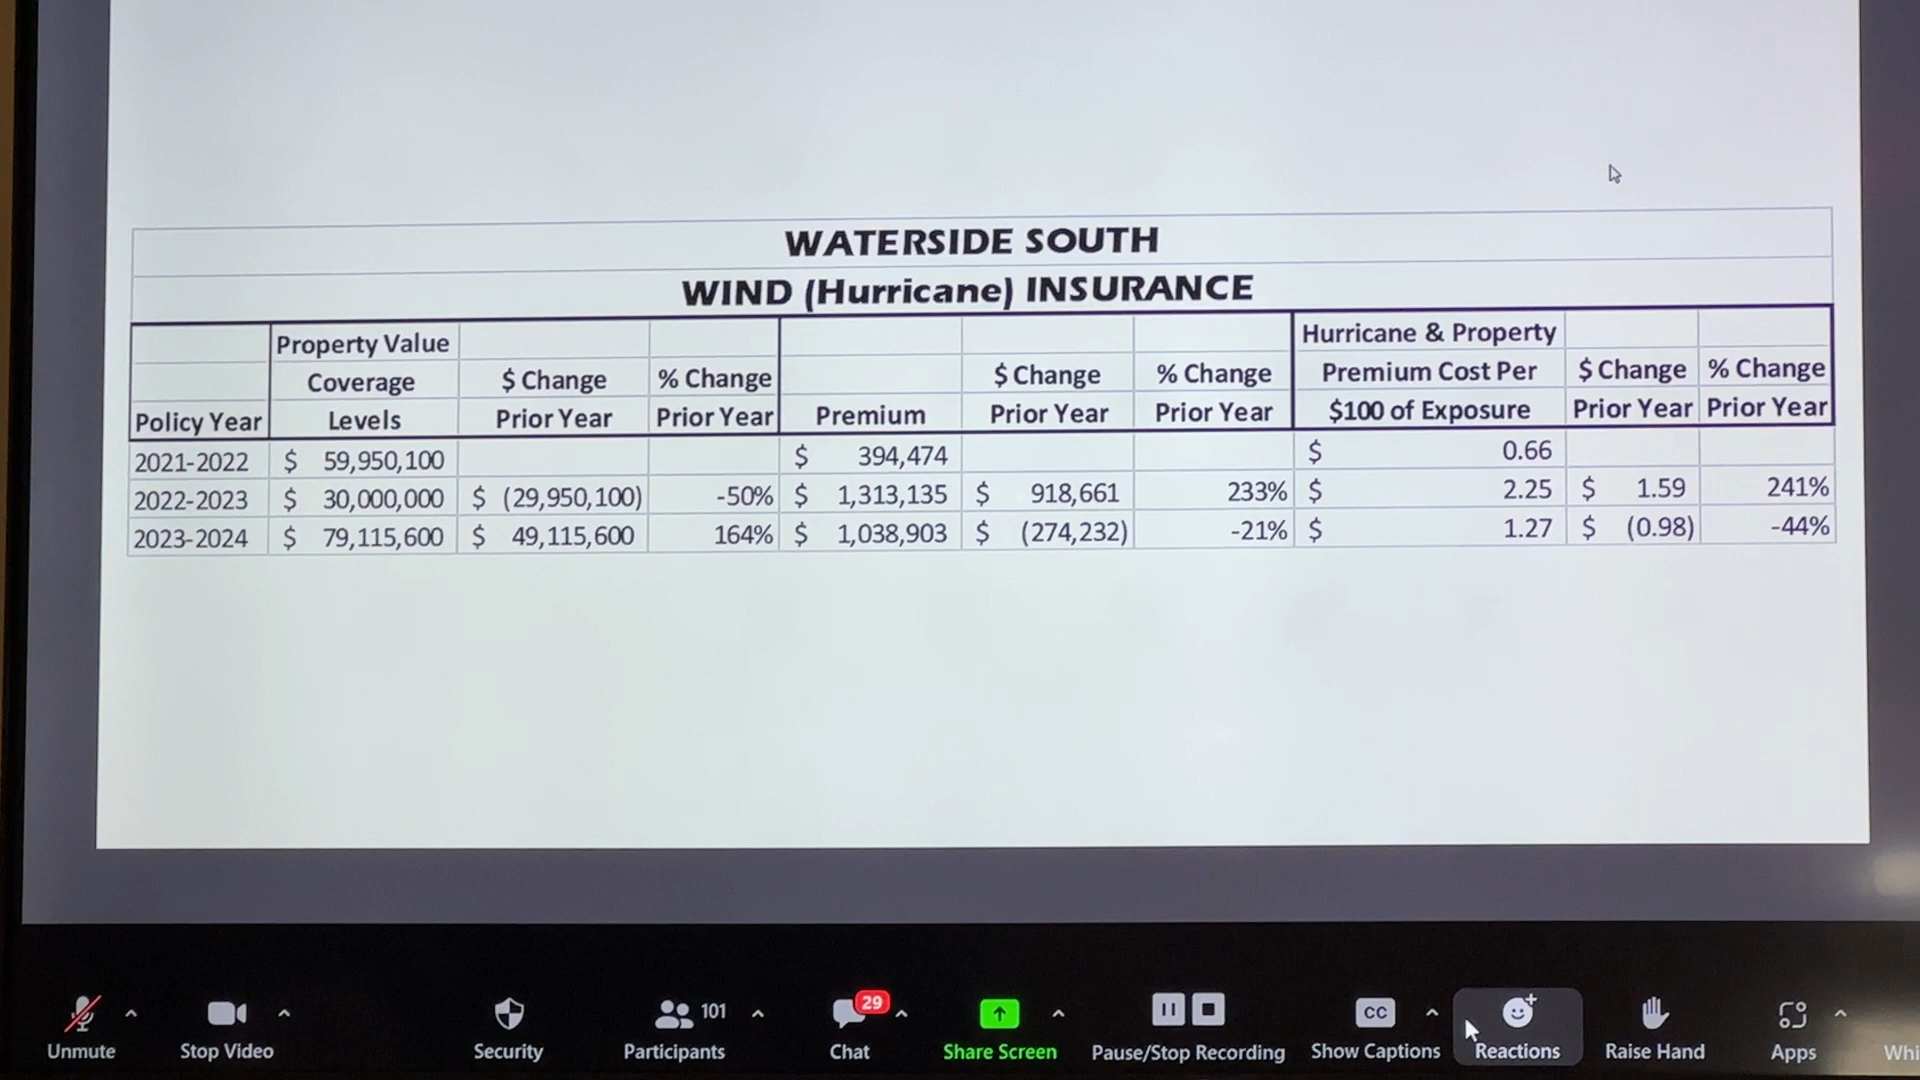 WATERSIDE SOUTH
WIND (Hurricane) INSURANCE
Property Value Hurricane & Property
Coverage $ Change % Change $ Change % Change Premium Cost Per $ Change % Change
Policy Year Levels Prior Year Prior Year Premium Prior Year Prior Year $100 of Exposure Prior Year Prior Year
2021-2022 $ 59,950,100 $ 394,474 $ 0.66
2022-2023 $ 30,000,000 $ (29,950,100) -50% $ 1,313,135 $ 918,661 233% $ 2.25 $ 1.59 241%
2023-2024 $ 79,115,600 $ 49,115,600 164% $ 1,038,903 $ (274,232) -21% $ 1.27 $ (0.98) -44%
101 29 CC
Unmute Stop Video Security Participants Chat Share Screen Pause/Stop Recording Show Captions Reactions Raise Hand Apps Whi